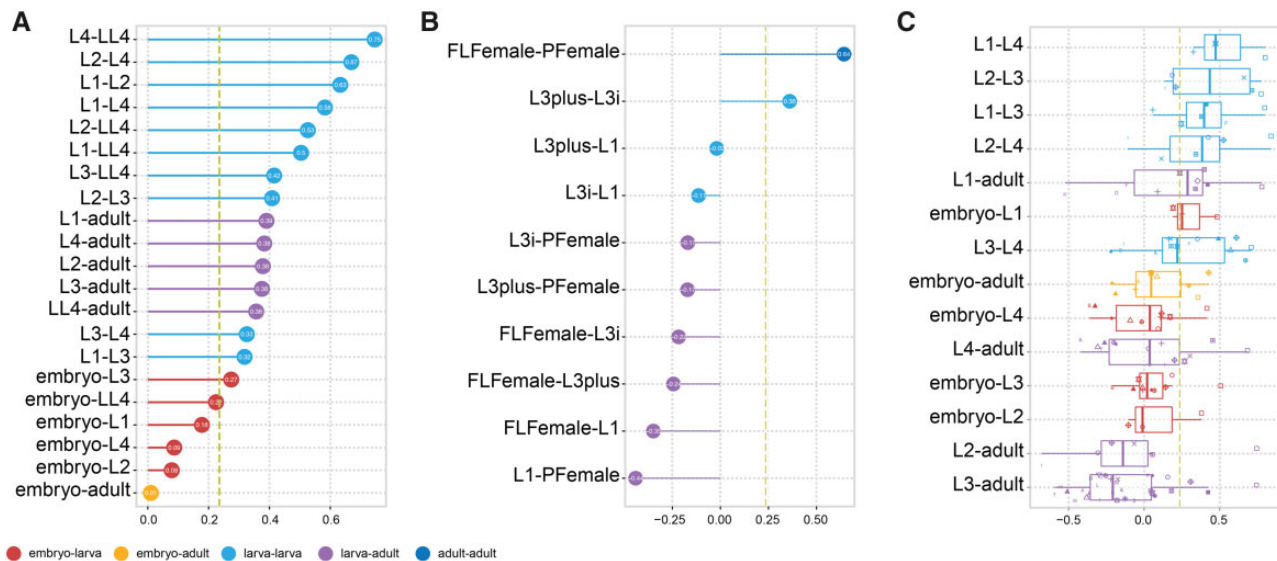 A
L4-LL4 0.75
L2-L4 0.67
L1-L2 0.63
L1-L4 0.58
L2-LL4 0.53
L1-LL4 0.5
L3-LL4 0.42
L2-L3 0.41
L1-adult 0.39
L4-adult 0.38
L2-adult 0.38
L3-adult 0.38
LL4-adult 0.36
L3-L4 0.33
L1-L3 0.32
embryo-L3 0.27
embryo-LL4
embryo-L1 0.18
embryo-L4 0.09
embryo-L2 0.08
embryo-adult 0.01
0.0 0.2 0.4 0.6
B
FLFemale-PFemale 0.64
L3plus-L3i 0.36
L3plus-L1 -0.02
L3i-L1
L3i-PFemale
L3plus-PFemale
FLFemale-L3i
FLFemale-L3plus
FLFemale-L1
L1-PFemale
-0.25 0.00 0.25 0.50
C
L1-L4
L2-L3
L1-L3
L2-L4
L1-adult
embryo-L1
L3-L4
embryo-adult
embryo-L4
L4-adult
embryo-L3
embryo-L2
L2-adult
L3-adult
-0.5 0.0 0.5
embryo-larva embryo-adult larva-larva larva-adult adult-adult